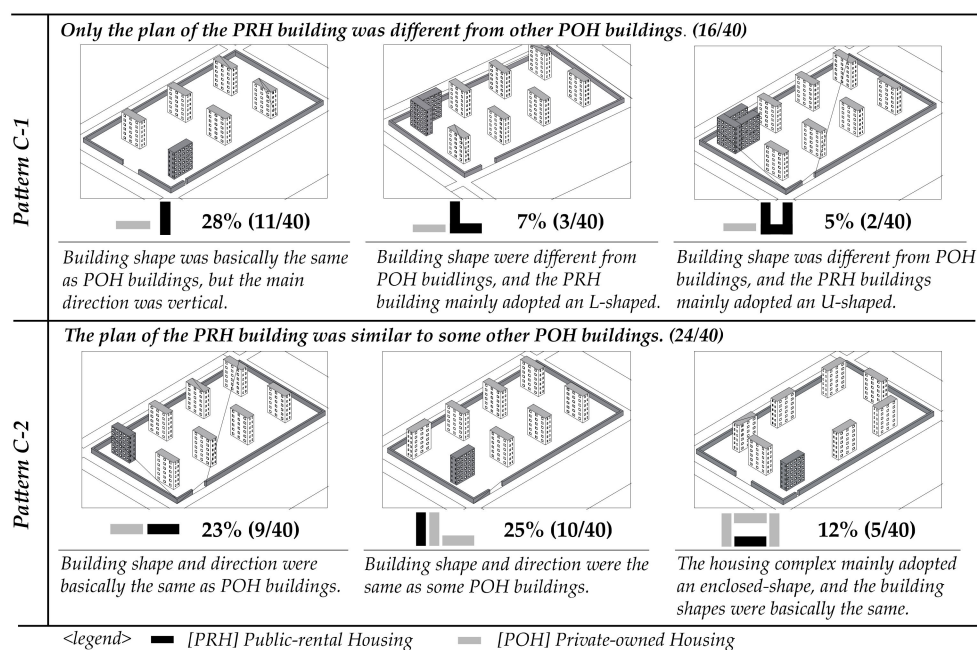 Only the plan of the PRH building was different from other POH buildings. (16/40)
Pattern C-1
28% (11/40)
7% (3/40)
5% (2/40)
Building shape was basically the same
as POH buildings, but the main
direction was vertical.
Building shape were different from
POH buidlings, and the PRH
building mainly adopted an L-shaped.
Building shape was different from POH
buildings, and the PRH buildings
mainly adopted an U-shaped.
The plan of the PRH building was similar to some other POH buildings. (24/40)
Pattern C-2
23% (9/40)
25% (10/40)
12% (5/40)
Building shape and direction were
basically the same as POH buildings.
Building shape and direction were the
same as some POH buildings.
The housing complex mainly adopted
an enclosed-shape, and the building
shapes were basically the same.
<legend> [PRH] Public-rental Housing [POH] Private-owned Housing